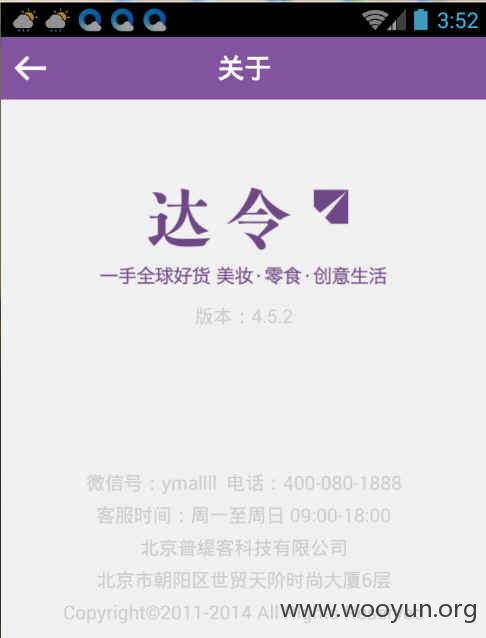 3:52
关于
达令
一手全球好货 美妆·零食·创意生活
版本：4.5.2
微信号：ymallll 电话：400-080-1888
客服时间：周一至周日 09:00-18:00
北京普缇客科技有限公司
北京市朝阳区世贸天阶时尚大厦6层
Copyright©2011-2014 All Rights Reserved
www.wooyun.org